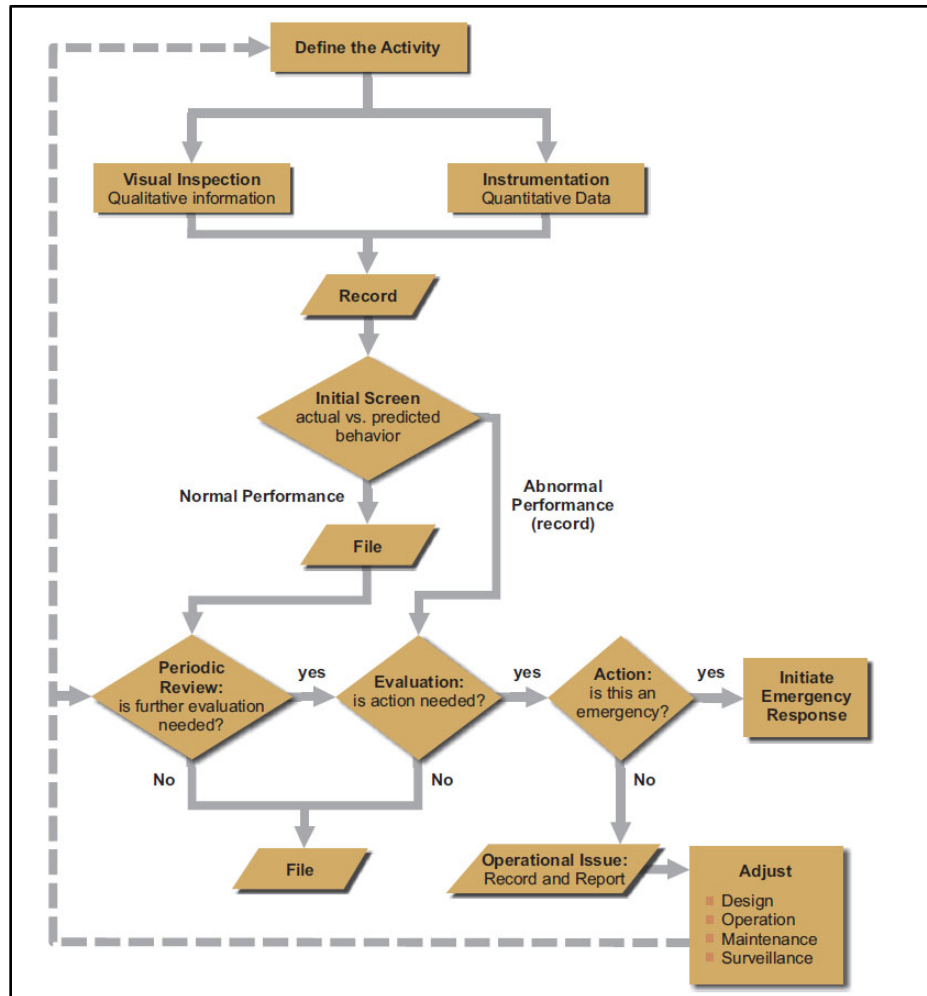 Define the Activity
Visual Inspection
Qualitative information
Instrumentation
Quantitative Data
Record
Initial Screen
actual vs. predicted
behavior
Normal Performance
Abnormal
Performance
(record)
File
Periodic
Review:
is further evaluation
needed?
yes
Evaluation:
is action needed?
yes
Action:
is this an
emergency?
yes
Initiate
Emergency
Response
No
No
No
File
Operational Issue:
Record and Report
Adjust
Design
Operation
Maintenance
Surveillance